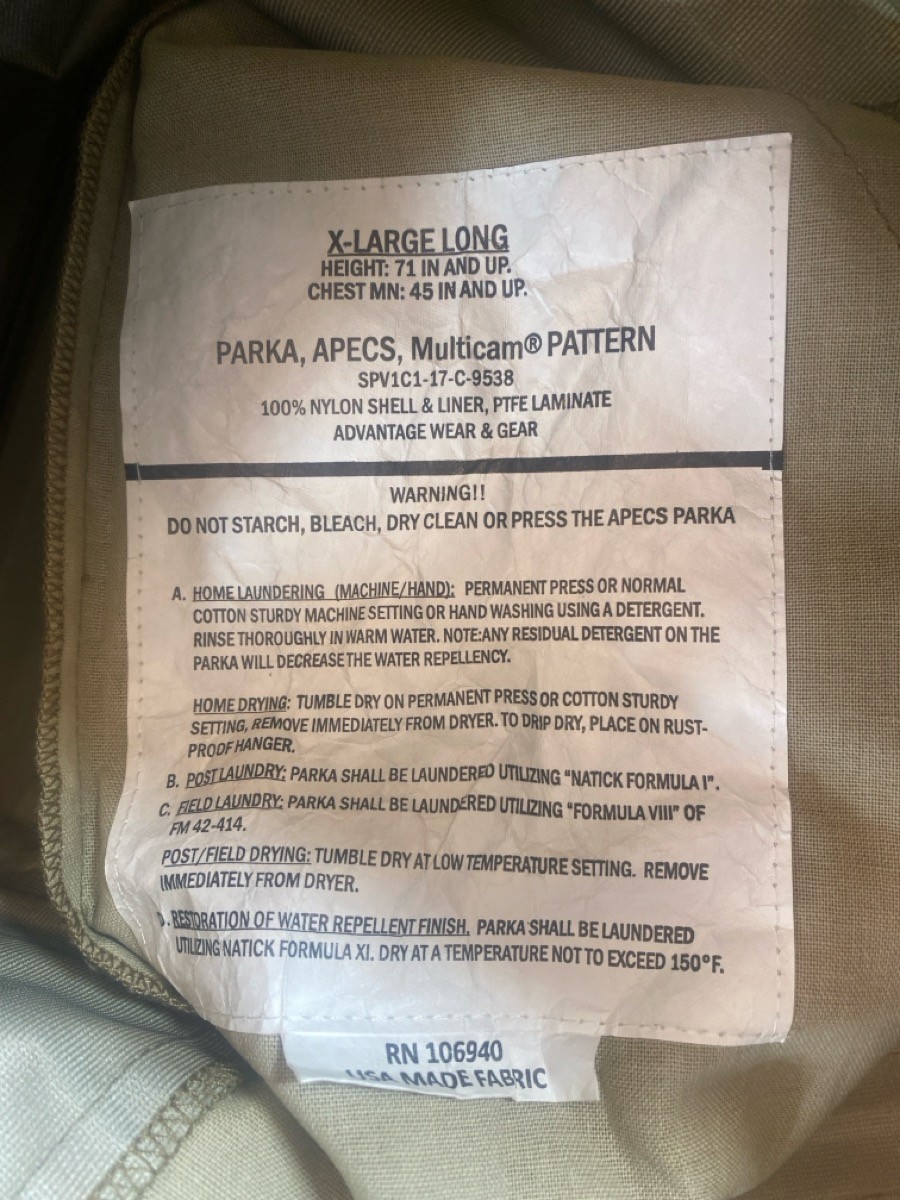 X-LARGE LONG
HEIGHT: 71 IN AND UP.
CHEST MN: 45 IN AND UP.
PARKA, APECS, Multicam® PATTERN
SPV1C1-17-C-9538
100% NYLON SHELL & LINER, PTFE LAMINATE
ADVANTAGE WEAR & GEAR
WARNING!!
DO NOT STARCH, BLEACH, DRY CLEAN OR PRESS THE APECS PARKA
A. HOME LAUNDERING (MACHINE/HAND): PERMANENT PRESS OR NORMAL
COTTON STURDY MACHINE SETTING OR HAND WASHING USING A DETERGENT.
RINSE THOROUGHLY IN WARM WATER. NOTE:ANY RESIDUAL DETERGENT ON THE
PARKA WILL DECREASE THE WATER REPELLENCY.
HOME DRYING: TUMBLE DRY ON PERMANENT PRESS OR COTTON STURDY
SETTING, REMOVE IMMEDIATELY FROM DRYER. TO DRIP DRY, PLACE ON RUST-
PROOF HANGER.
B. POST LAUNDRY: PARKA SHALL BE LAUNDERED UTILIZING "NATICK FORMULA I".
C. FIELD LAUNDRY: PARKA SHALL BE LAUNDERED UTILIZING "FORMULA VIII" OF
FM 42-414.
POST/FIELD DRYING: TUMBLE DRY AT LOW TEMPERATURE SETTING. REMOVE
IMMEDIATELY FROM DRYER.
D. RESTORATION OF WATER REPELLENT FINISH. PARKA SHALL BE LAUNDERED
UTILIZING NATICK FORMULA XI. DRY AT A TEMPERATURE NOT TO EXCEED 150°F.
RN 106940
USA MADE FABRIC